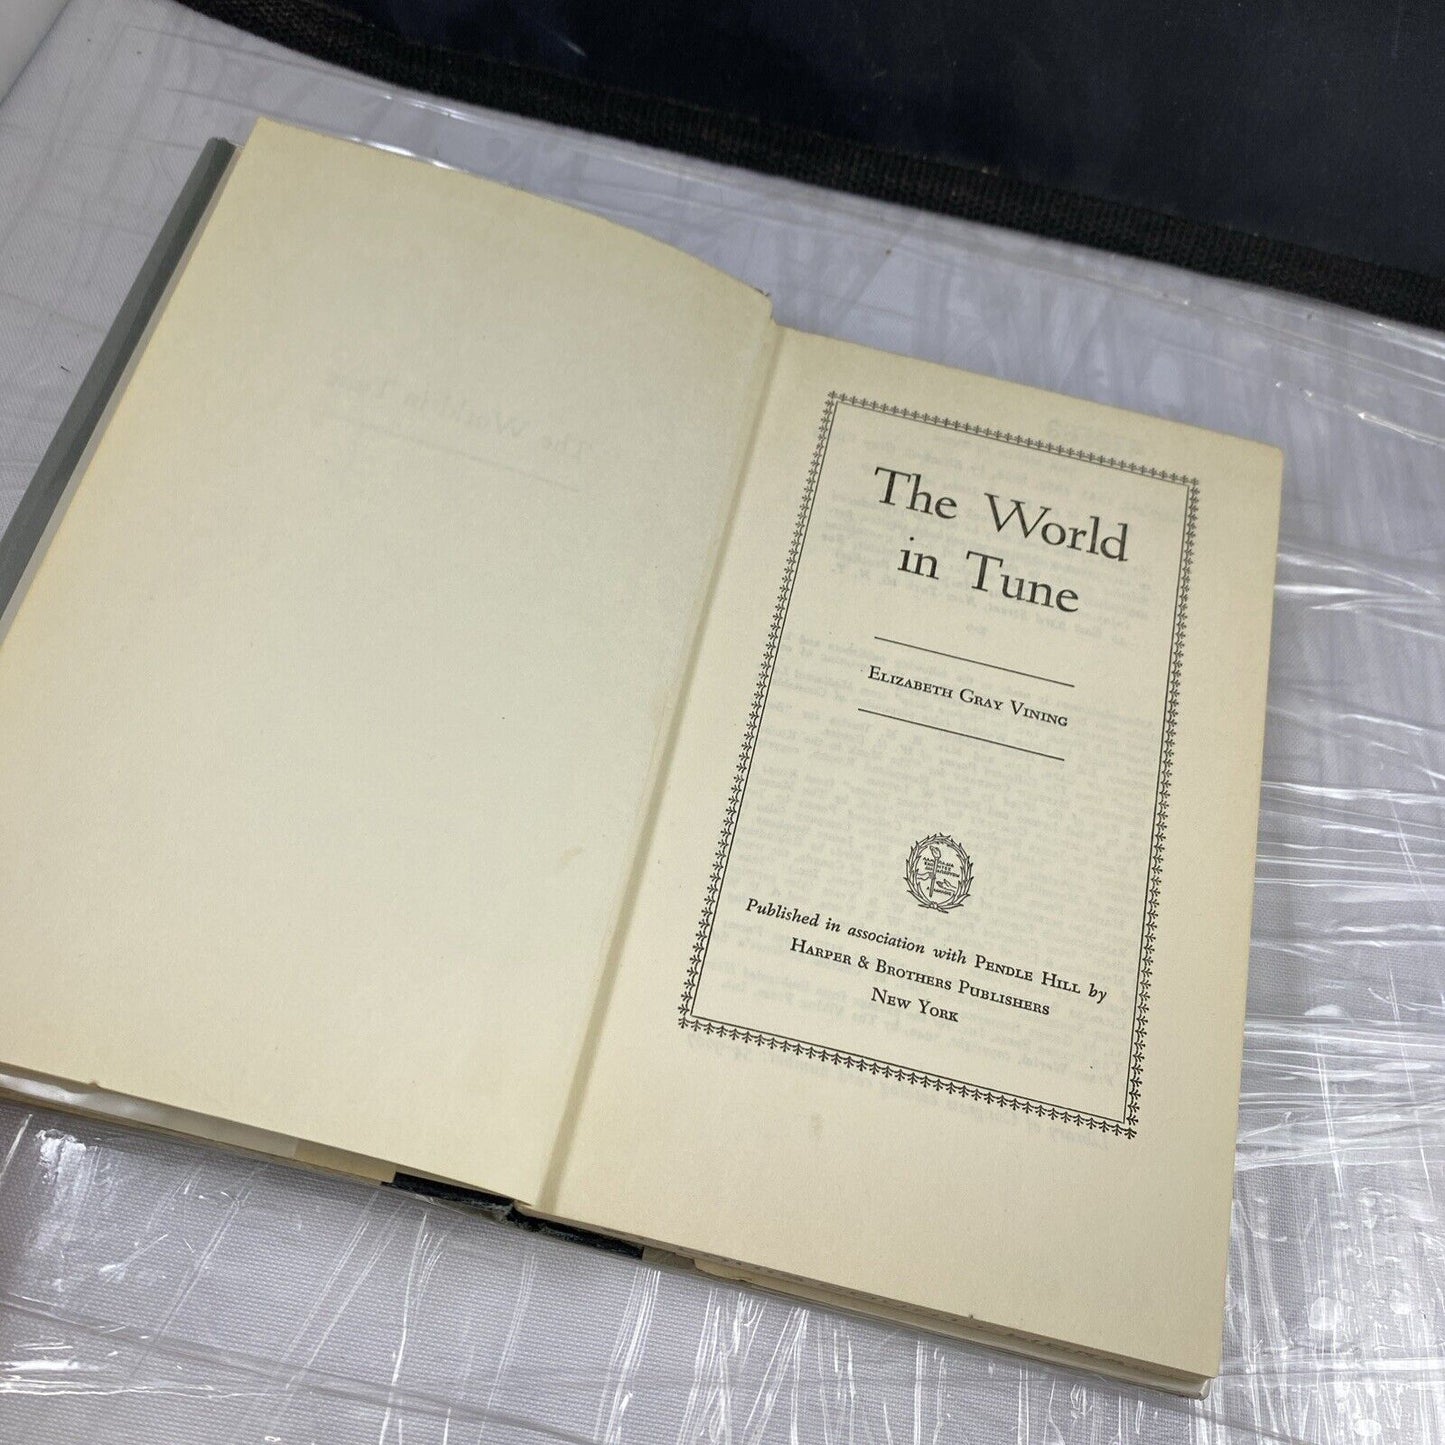 The World
in Tune
Elizabeth Gray Vining
Published in association with Pendle Hill by
Harper & Brothers Publishers
New York